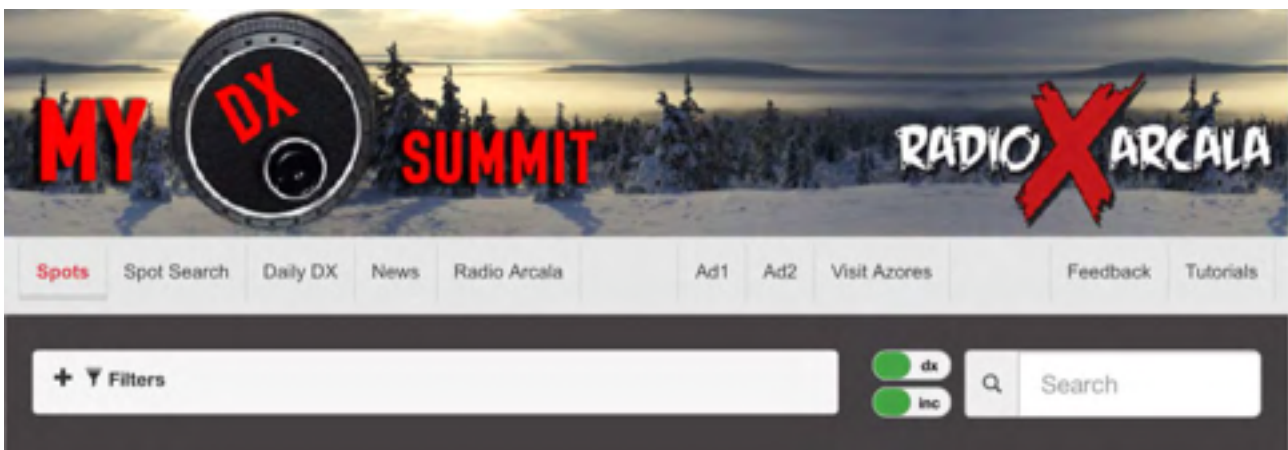 MY DX SUMMIT RADIO X ARCALA
Spots Spot Search Daily DX News Radio Arcala Ad1 Ad2 Visit Azores Feedback Tutorials
Filters dx Search
inc